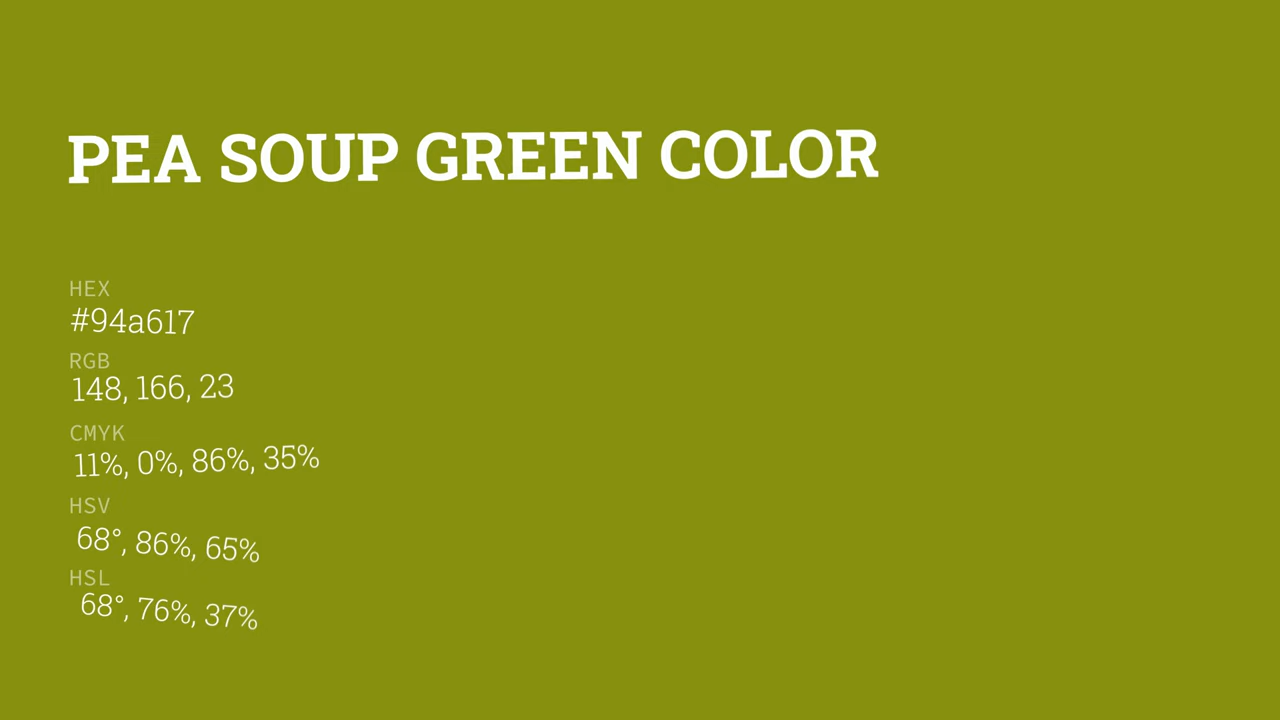 PEA SOUP GREEN COLOR
HEX
#94a617
RGB
148, 166, 23
CMYK
11%, 0%, 86%, 35%
HSV
68°, 86%, 65%
HSL
68°, 76%, 37%